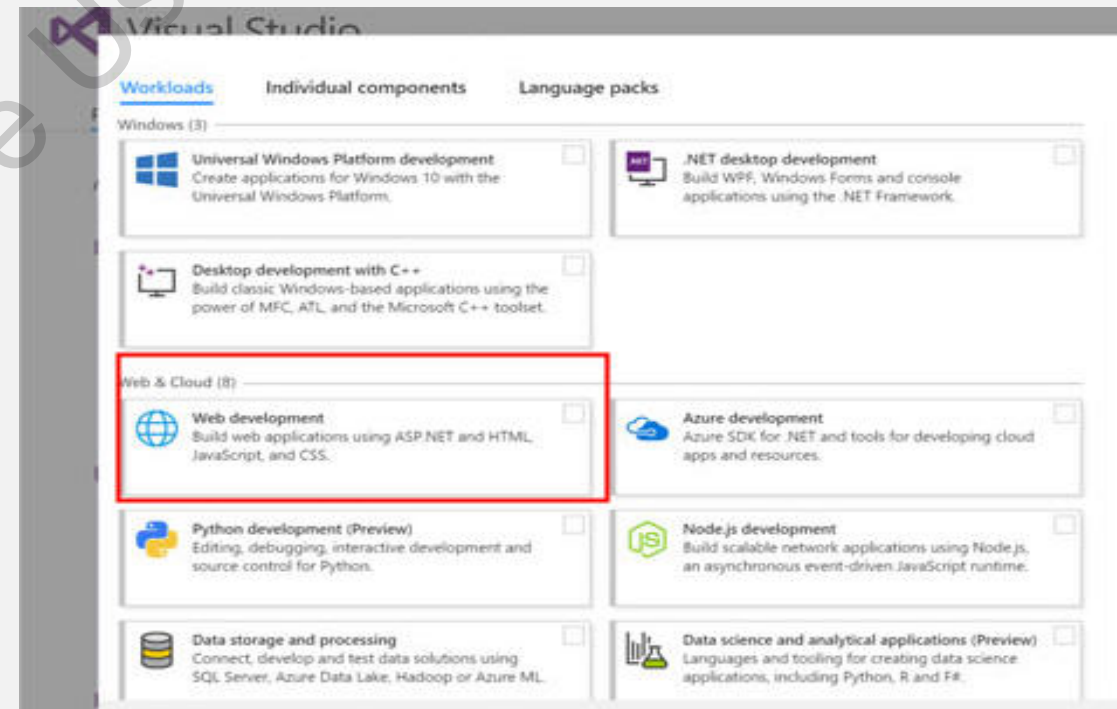 Visual Studio
Workloads Individual components Language packs
Windows (3)
Universal Windows Platform development
Create applications for Windows 10 with the
Universal Windows Platform.
.NET desktop development
Build WPF, Windows Forms and console
applications using the .NET Framework.
Desktop development with C++
Build classic Windows-based applications using the
power of MFC, ATL, and the Microsoft C++ toolset.
Web & Cloud (8)
Web development
Build web applications using ASP.NET and HTML,
JavaScript, and CSS.
Azure development
Azure SDK for .NET and tools for developing cloud
apps and resources.
Python development (Preview)
Editing, debugging, interactive development and
source control for Python.
Node.js development
Build scalable network applications using Node.js,
an asynchronous event-driven JavaScript runtime.
Data storage and processing
Connect, develop and test data solutions using
SQL Server, Azure Data Lake, Hadoop or Azure ML.
Data science and analytical applications (Preview)
Languages and tooling for creating data science
applications, including Python, R and F#.